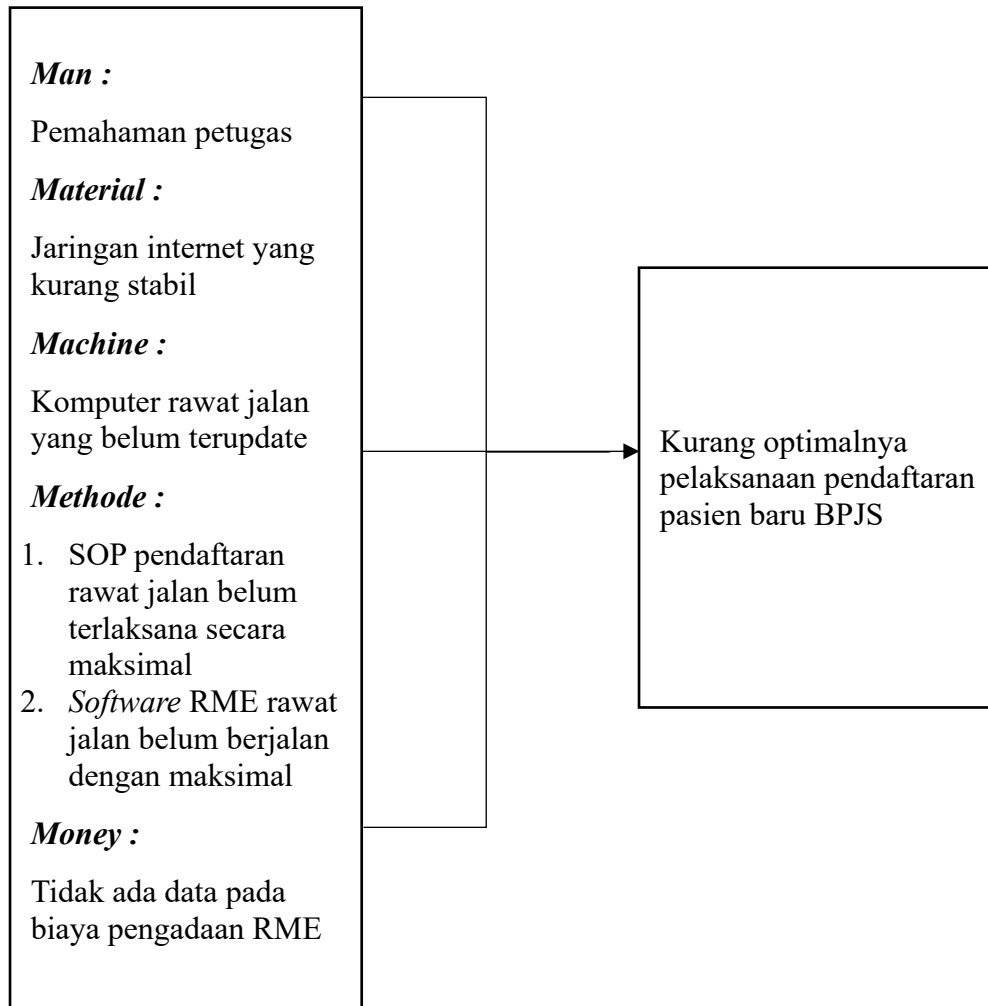 Man :
Pemahaman petugas
Material :
Jaringan internet yang
kurang stabil
Machine :
Komputer rawat jalan
yang belum terupdate
Methode :
1. SOP pendaftaran
rawat jalan belum
terlaksana secara
maksimal
2. Software RME rawat
jalan belum berjalan
dengan maksimal
Money :
Tidak ada data pada
biaya pengadaan RME
Kurang optimalnya
pelaksanaan pendaftaran
pasien baru BPJS